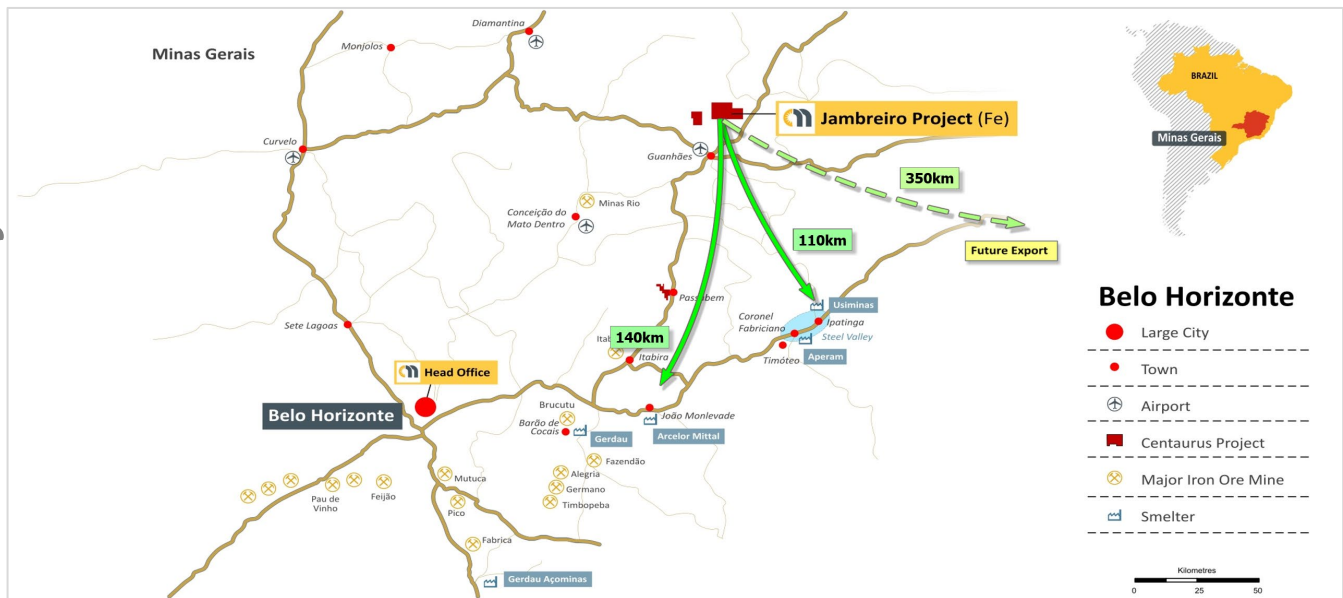 Diamantina
Monjolos
Minas Gerais
BRAZIL
Jambreiro Project (Fe)
Minas Gerais
Curvelo
Guanhães
350km
Minas Rio
Conceição do
Mato Dentro
110km
Future Export
Passabem
Belo Horizonte
Usiminas
Coronel
Fabriciano
Ipatinga
Steel Valley
Sete Lagoas
140km
Large City
Itab
Itabira
Timóteo
Aperam
Head Office
Town
Belo Horizonte
Brucutu
João Monlevade
Airport
Barão de
Cocais
Gerdau
Arcelor Mittal
Centaurus Project
Fazendão
Mutuca
Alegria
Major Iron Ore Mine
Pau de
Vinho
Feijão
Germano
Pico
Timbopeba
Smelter
Fabrica
Gerdau Açominas
Kilometres
0 25 50